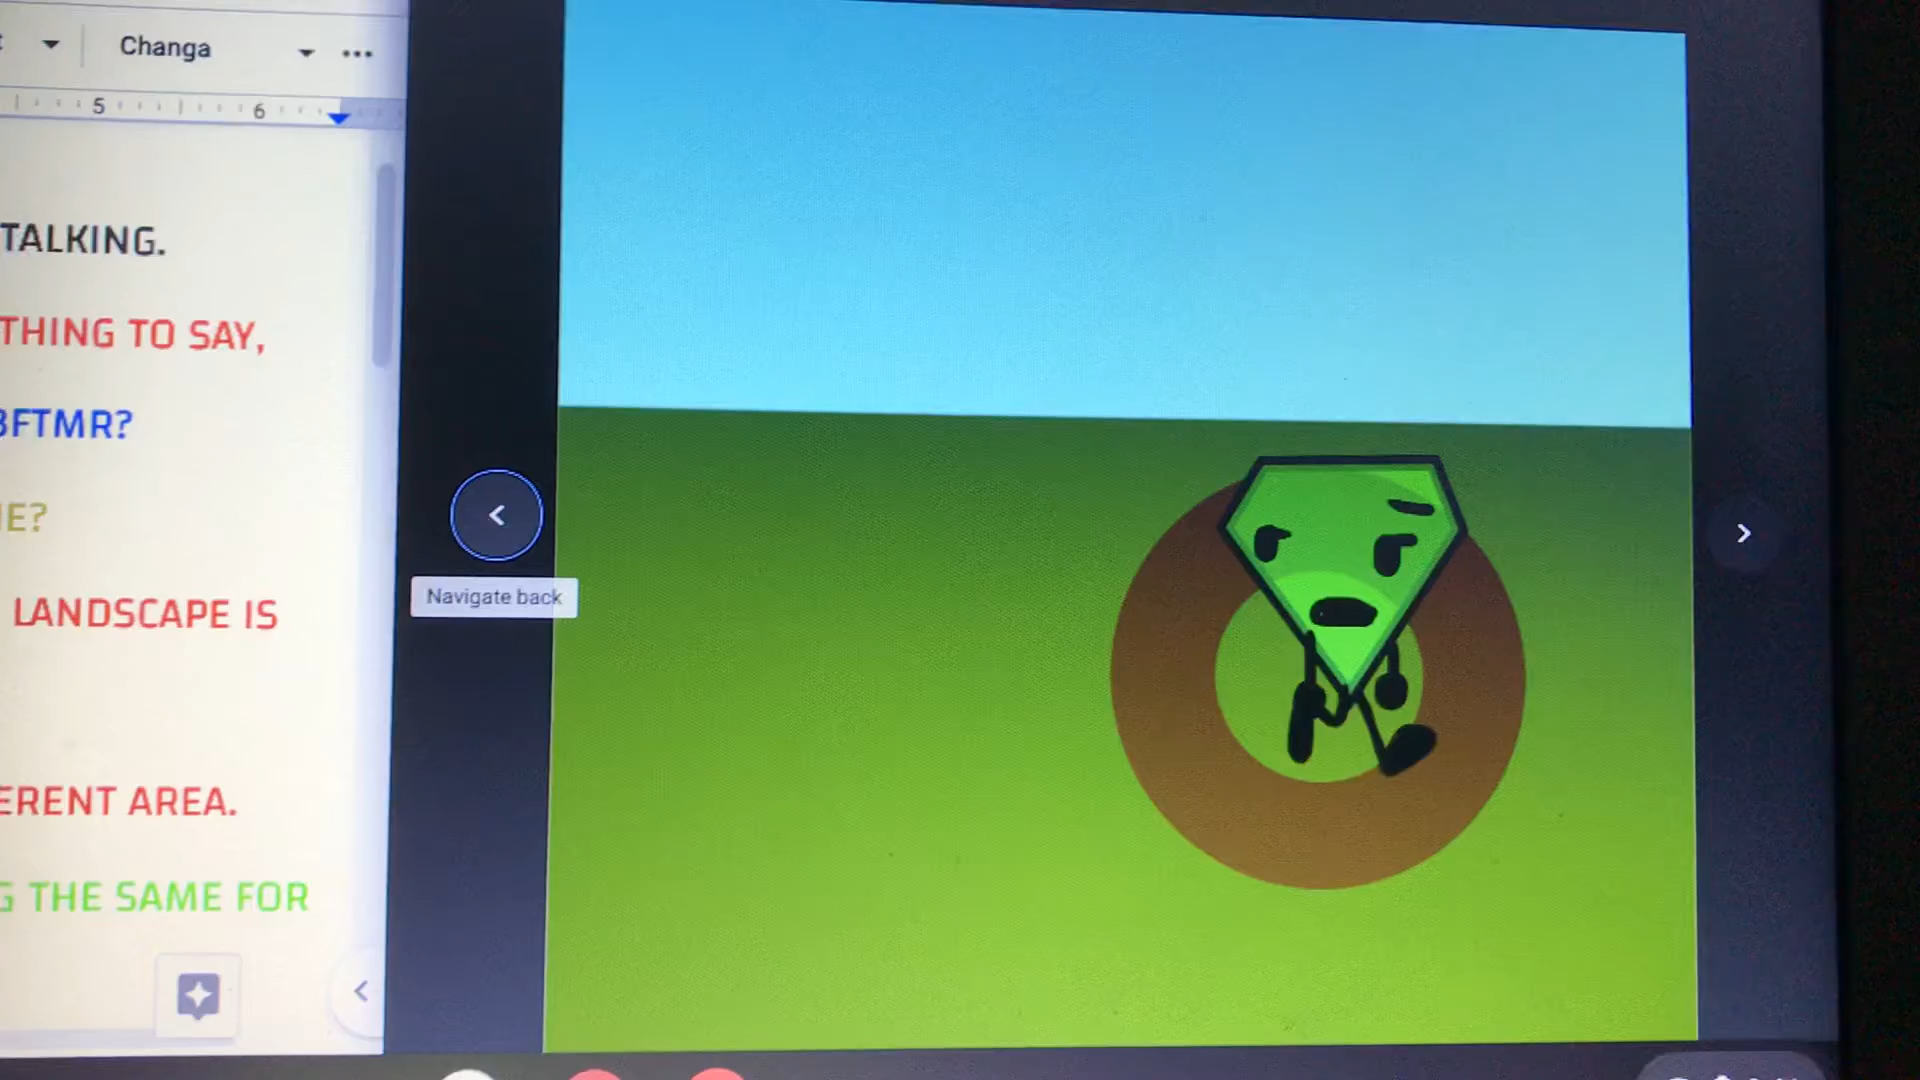 Changa
5 6
TALKING.
THING TO SAY,
BFTMR?
E?
LANDSCAPE IS
ERENT AREA.
G THE SAME FOR
Navigate back